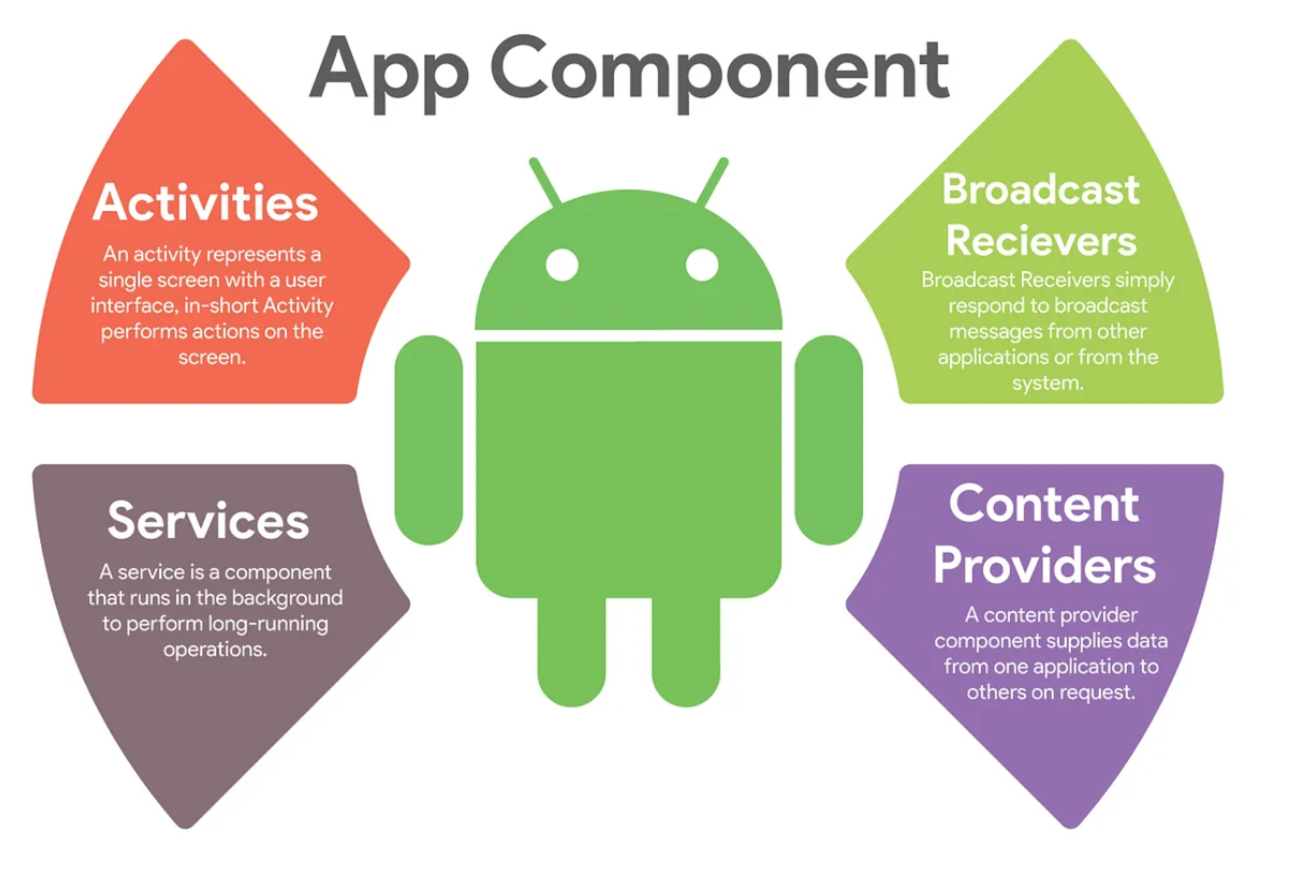 App Component
Activities
An activity represents a
single screen with a user
interface, in-short Activity
performs actions on the
screen.
Broadcast
Recievers
Broadcast Receivers simply
respond to broadcast
messages from other
applications or from the
system.
Services
A service is a component
that runs in the background
to perform long-running
operations.
Content
Providers
A content provider
component supplies data
from one application to
others on request.